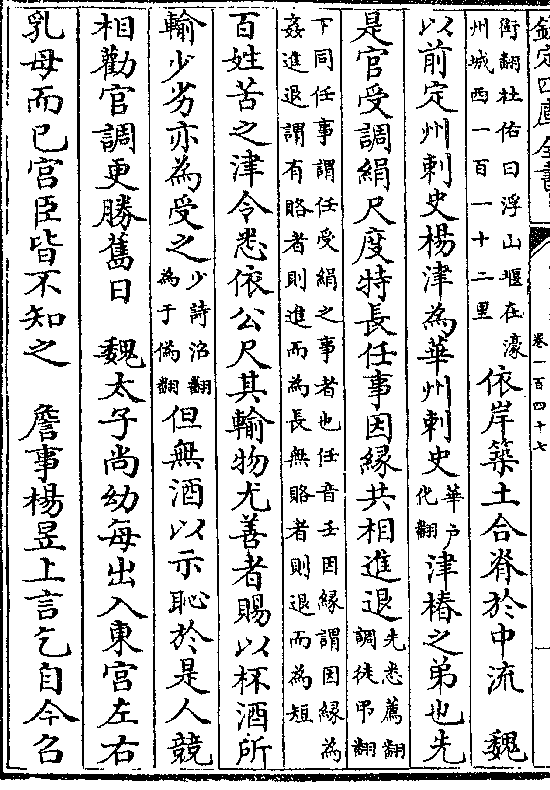 欽定四庫全書
卷一百四十七
衝翻杜佑曰浮山堰在濠
州城西一百一十二里
依岸築土合脊於中流　魏
以前定州刺史楊津為華州刺史
華户
化翻
津椿之弟也先
是官受調絹尺度特長任事因緣共相進退
先悉薦翻
調徒弔翻
下同任事謂任受絹之事者也任音壬因緣謂因緣為
姦進退謂有賂者則進而為長無賂者則退而為短
百姓苦之津令悉依公尺其輸物尤善者賜以杯酒所
輸少劣亦為受之
少詩沼翻
為于偽翻
但無酒以示恥於是人競
相勸官調更勝舊日　魏太子尚幼每出入東宫左右
乳母而已宫臣皆不知之　詹事楊昱上言乞自今召